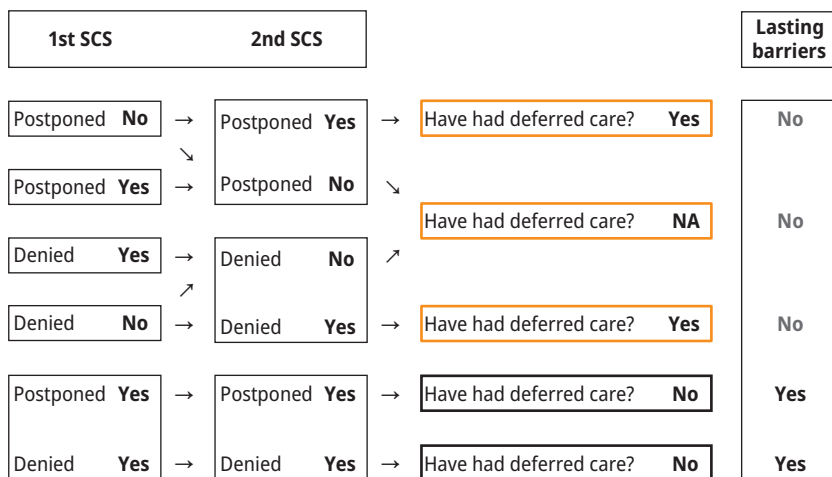 1st SCS 2nd SCS Lasting barriers
Postponed No → Postponed Yes → Have had deferred care? Yes No
↘
Postponed Yes → Postponed No ↘
Have had deferred care? NA No
Denied Yes → Denied No ↗
↗
Denied No → Denied Yes → Have had deferred care? Yes No
Postponed Yes → Postponed Yes → Have had deferred care? No Yes
Denied Yes → Denied Yes → Have had deferred care? No Yes